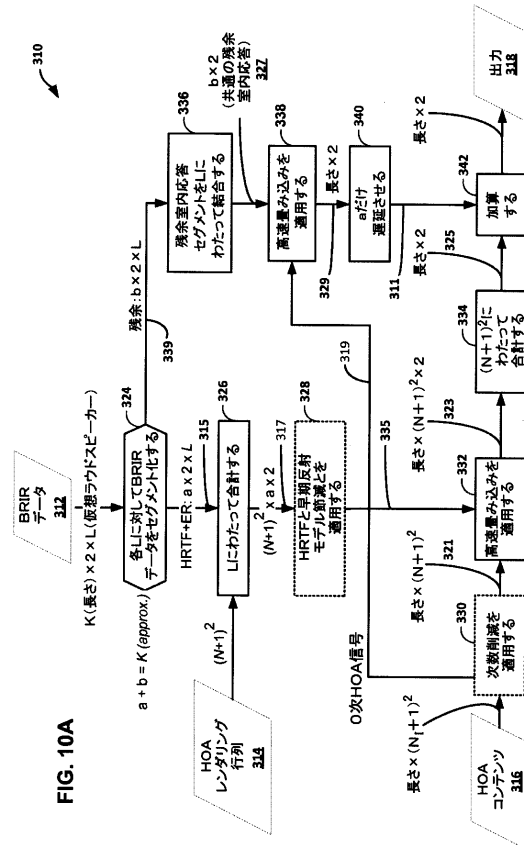 310
FIG. 10A
BRIR
データ
312
K(長さ)×2×L(仮想ラウドスピーカー)
324
各Lに対してBRIR
データをセグメント化する
a + b = K (approx.)
残余:b×2×L
339
336
残余室内応答
セグメントをLに
わたって結合する
b×2
(共通の残余
室内応答)
327
HRTF+ER: a×2×L
315
326
Lにわたって合計する
HOA
レンダリング
行列
314
(N+1)²
(N+1)² x a x 2
317
328
HRTFと早期反射
モデル節減とを
適用する
335
338
高速畳み込みを
適用する
長さ×2
329
340
aだけ
遅延させる
311
319
0次HOA信号
HOA
コンテンツ
316
長さ×(Nᵢ+1)²
330
次数削減を
適用する
長さ×(N+1)²
321
332
高速畳み込みを
適用する
長さ×(N+1)²×2
323
334
(N+1)²に
わたって
合計する
長さ×2
325
342
加算
する
長さ×2
出力
318